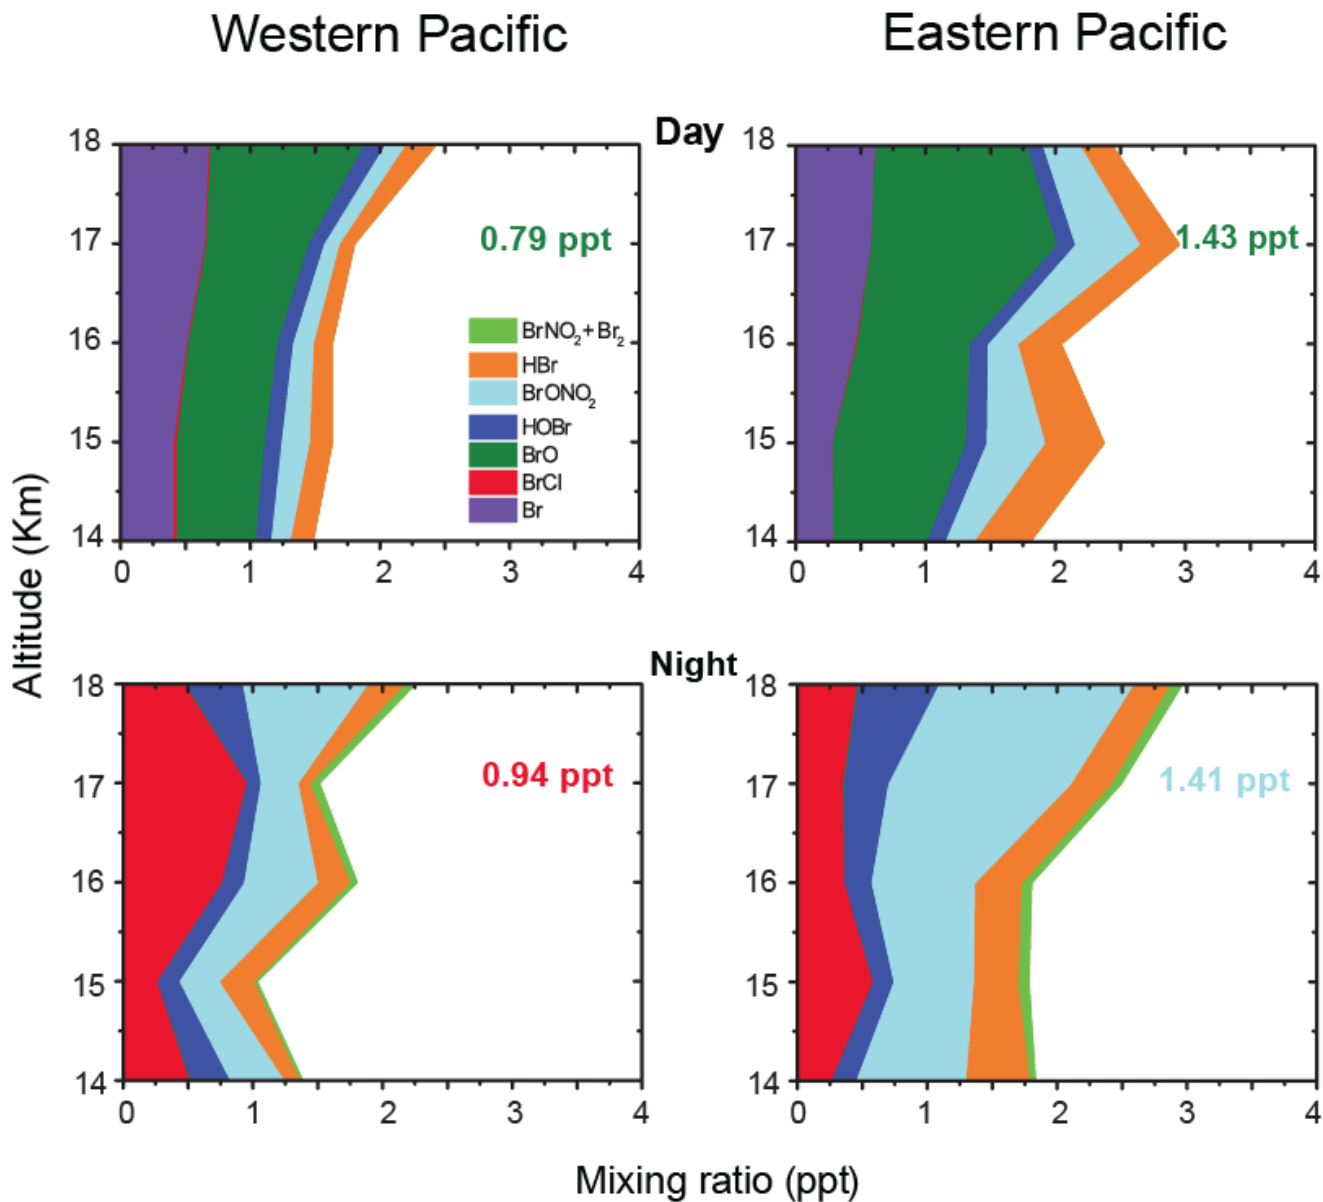 Western Pacific
Eastern Pacific
Day
18
17
16
15
14
0 1 2 3 4
0.79 ppt
BrNO₂+Br₂
HBr
BrONO₂
HOBr
BrO
BrCl
Br
18
17
16
15
14
0 1 2 3 4
1.43 ppt
Altitude (Km)
Night
18
17
16
15
14
0 1 2 3 4
0.94 ppt
18
17
16
15
14
0 1 2 3 4
1.41 ppt
Mixing ratio (ppt)